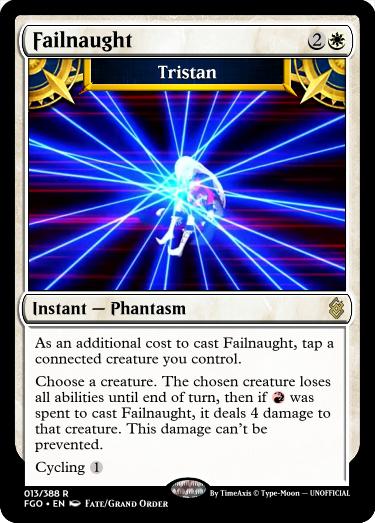 Failnaught 2
Tristan
Instant — Phantasm
As an additional cost to cast Failnaught, tap a
connected creature you control.
Choose a creature. The chosen creature loses
all abilities until end of turn, then if was
spent to cast Failnaught, it deals 4 damage to
that creature. This damage can't be
prevented.
Cycling 1
013/388 R
FGO • EN Fate/Grand Order
By TimeAxis © Type-Moon — UNOFFICIAL